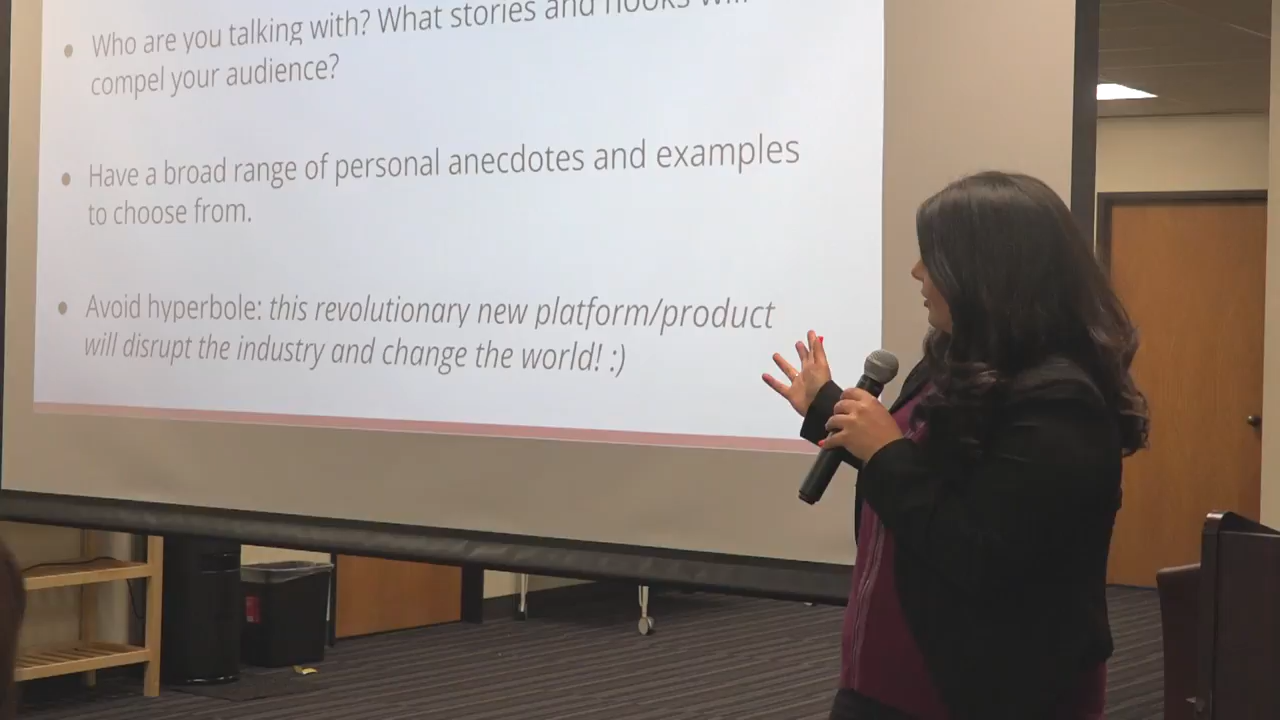 Who are you talking with? What stories and hooks will
compel your audience?
Have a broad range of personal anecdotes and examples
to choose from.
Avoid hyperbole: this revolutionary new platform/product
will disrupt the industry and change the world! :)